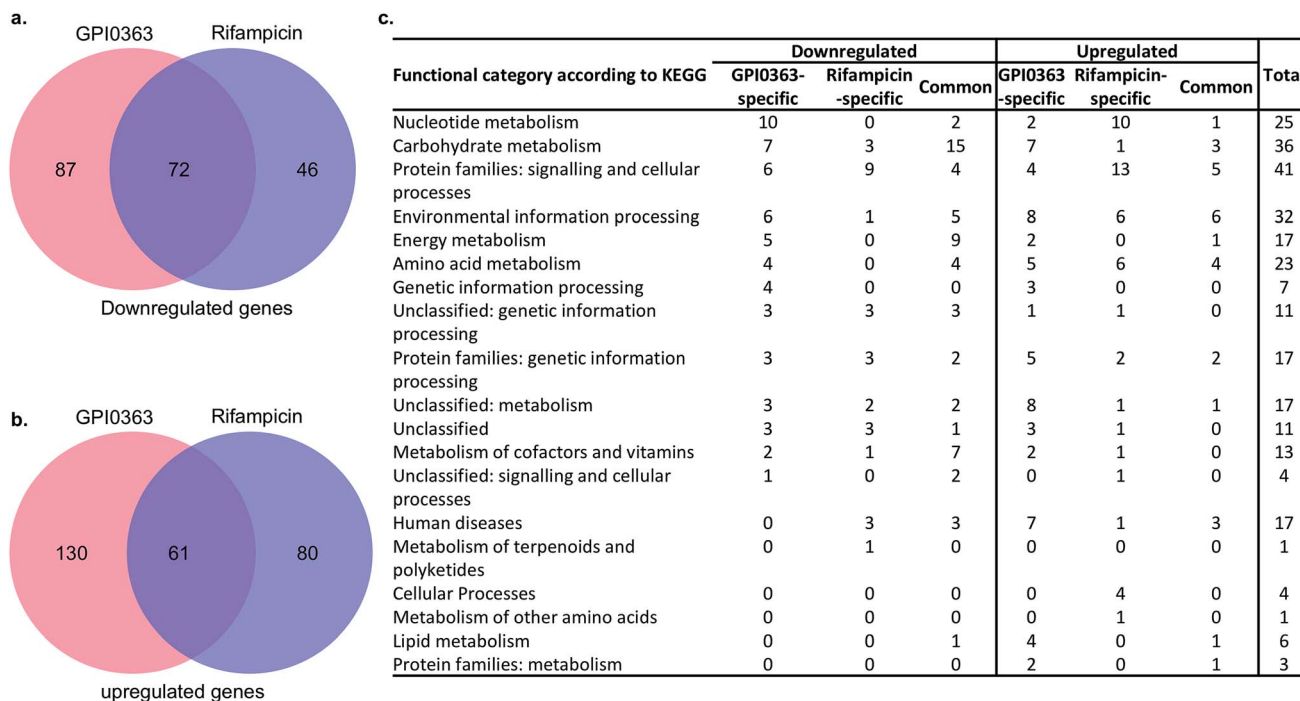 a.
GPI0363 Rifampicin
87 72 46
Downregulated genes
b.
GPI0363 Rifampicin
130 61 80
upregulated genes
c.
Downregulated Upregulated
Functional category according to KEGG GPI0363-specific Rifampicin-specific Common GPI0363-specific Rifampicin-specific Common Total
Nucleotide metabolism 10 0 2 2 10 1 25
Carbohydrate metabolism 7 3 15 7 1 3 36
Protein families: signalling and cellular 6 9 4 4 13 5 41
processes
Environmental information processing 6 1 5 8 6 6 32
Energy metabolism 5 0 9 2 0 1 17
Amino acid metabolism 4 0 4 5 6 4 23
Genetic information processing 4 0 0 3 0 0 7
Unclassified: genetic information 3 3 3 1 1 0 11
processing
Protein families: genetic information 3 3 2 5 2 2 17
processing
Unclassified: metabolism 3 2 2 8 1 1 17
Unclassified 3 3 1 3 1 0 11
Metabolism of cofactors and vitamins 2 1 7 2 1 0 13
Unclassified: signalling and cellular 1 0 2 0 1 0 4
processes
Human diseases 0 3 3 7 1 3 17
Metabolism of terpenoids and 0 1 0 0 0 0 1
polyketides
Cellular Processes 0 0 0 0 4 0 4
Metabolism of other amino acids 0 0 0 0 1 0 1
Lipid metabolism 0 0 1 4 0 1 6
Protein families: metabolism 0 0 0 2 0 1 3